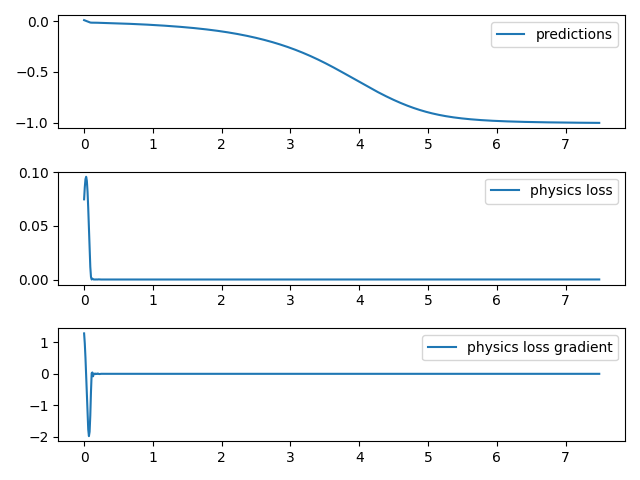 0.0
−0.5
−1.0
predictions
0 1 2 3 4 5 6 7
0.10
0.05
0.00
physics loss
0 1 2 3 4 5 6 7
1
0
−1
−2
physics loss gradient
0 1 2 3 4 5 6 7